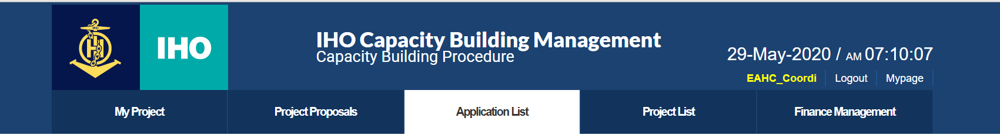 1921
IHO
IHO Capacity Building Management
Capacity Building Procedure
29-May-2020 / AM 07:10:07
EAHC_Coordi Logout Mypage
My Project Project Proposals Application List Project List Finance Management